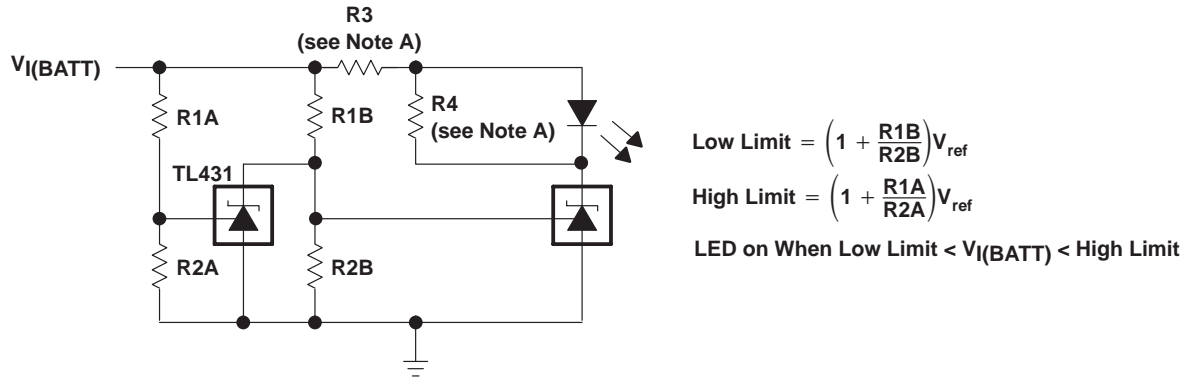 R3
(see Note A)
VI(BATT)
R1A
R1B
R4
(see Note A)
TL431
R2A
R2B
Low Limit = (1 + R1B/R2B)Vref
High Limit = (1 + R1A/R2A)Vref
LED on When Low Limit < VI(BATT) < High Limit